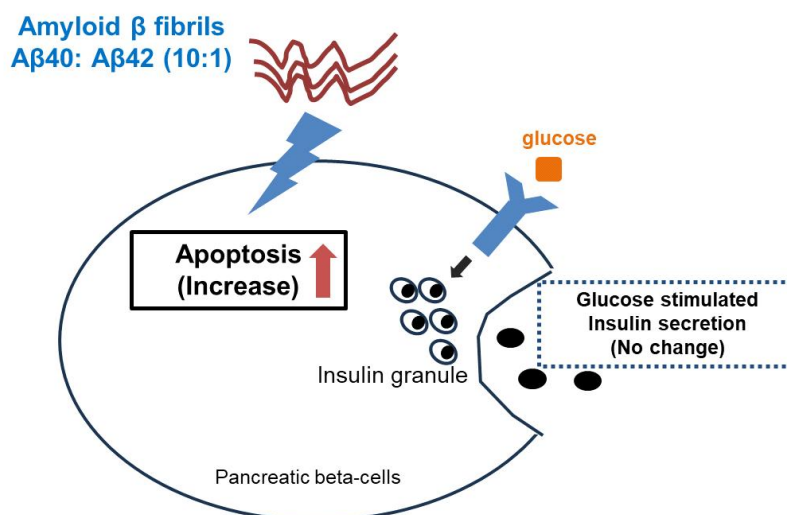 Amyloid β fibrils
Aβ40: Aβ42 (10:1)
glucose
Apoptosis
(Increase)
Glucose stimulated
Insulin secretion
(No change)
Insulin granule
Pancreatic beta-cells